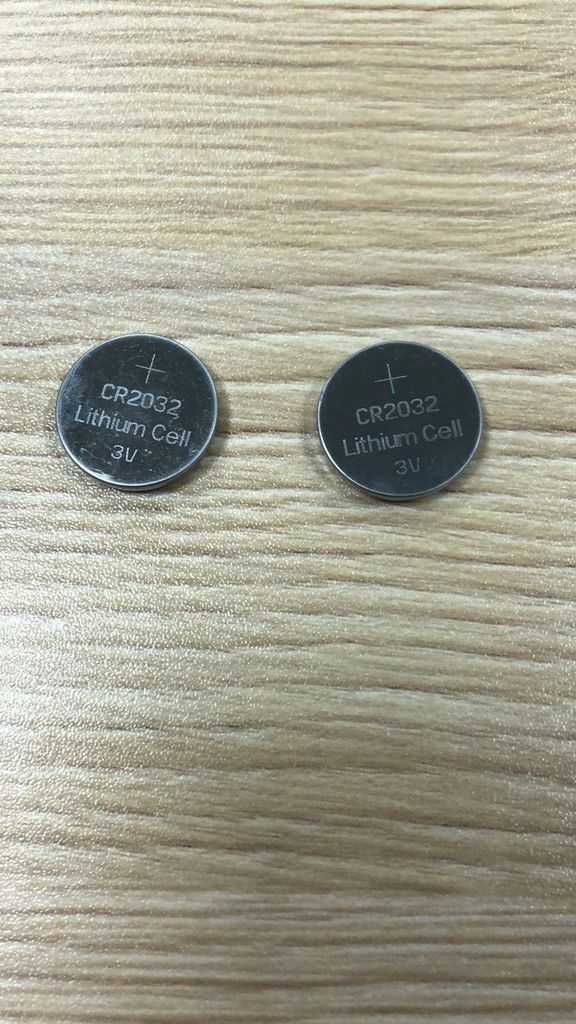 +
CR2032
Lithium Cell
3V
+
CR2032
Lithium Cell
3V